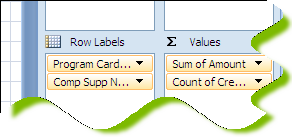 Row Labels
Σ Values
Program Card...
Sum of Amount
Comp Supp N...
Count of Cre...